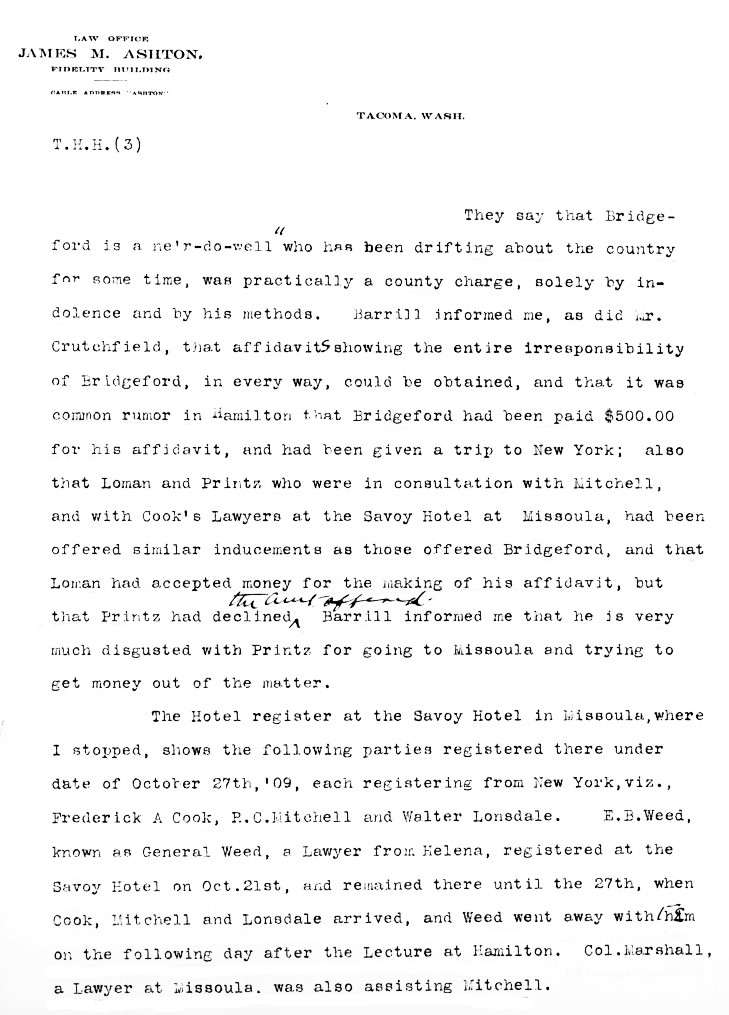 LAW OFFICE
JAMES M. ASHTON.
FIDELITY BUILDING
CABLE ADDRESS "ASHTON"
TACOMA, WASH.
T.H.H.(3)
They say that Bridge-
"
ford is a ne'r-do-well who has been drifting about the country
for some time, was practically a county charge, solely by in-
dolence and by his methods. Barrill informed me, as did Mr.
Crutchfield, that affidavits showing the entire irresponsibility
of Bridgeford, in every way, could be obtained, and that it was
common rumor in Hamilton that Bridgeford had been paid $500.00
for his affidavit, and had been given a trip to New York; also
that Loman and Printz who were in consultation with Mitchell,
and with Cook's Lawyers at the Savoy Hotel at Missoula, had been
offered similar inducements as those offered Bridgeford, and that
Loman had accepted money for the making of his affidavit, but
the amt offered.
that Printz had declined Barrill informed me that he is very
much disgusted with Printz for going to Missoula and trying to
get money out of the matter.
The Hotel register at the Savoy Hotel in Missoula,where
I stopped, shows the following parties registered there under
date of October 27th,'09, each registering from New York,viz.,
Frederick A Cook, R.C.Mitchell and Walter Lonsdale. E.B.Weed,
known as General Weed, a Lawyer from Helena, registered at the
Savoy Hotel on Oct.21st, and remained there until the 27th, when
Cook, Mitchell and Lonsdale arrived, and Weed went away with
on the following day after the Lecture at Hamilton. Col.Marshall,
a Lawyer at Missoula. was also assisting Mitchell.